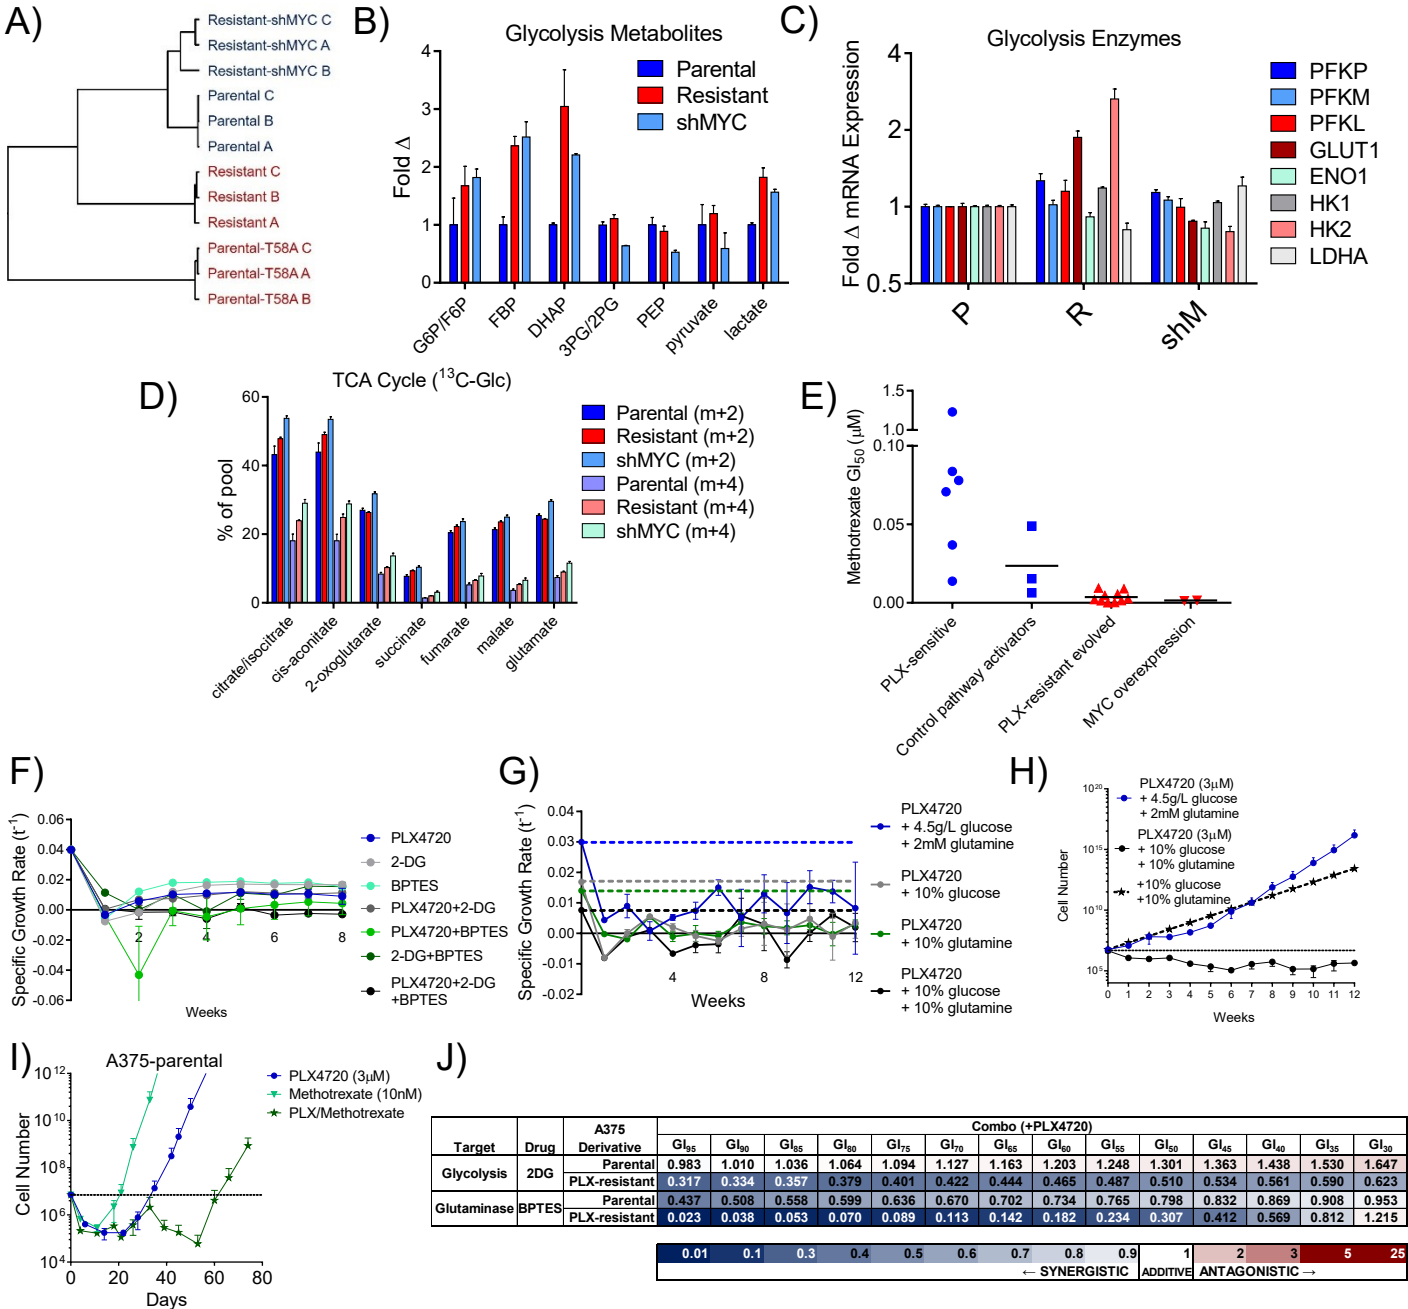 A)
Resistant-shMYC C
Resistant-shMYC A
Resistant-shMYC B
Parental C
Parental B
Parental A
Resistant C
Resistant B
Resistant A
Parental-T58A C
Parental-T58A A
Parental-T58A B
B)
Glycolysis Metabolites
Fold Δ
4
3
2
1
0
Parental
Resistant
shMYC
G6P/F6P
FBP
DHAP
3PG/2PG
PEP
pyruvate
lactate
C)
Glycolysis Enzymes
Fold Δ mRNA Expression
4
2
1
0.5
P
R
shM
PFKP
PFKM
PFKL
GLUT1
ENO1
HK1
HK2
LDHA
D)
TCA Cycle (¹³C-Glc)
% of pool
60
40
20
0
Parental (m+2)
Resistant (m+2)
shMYC (m+2)
Parental (m+4)
Resistant (m+4)
shMYC (m+4)
citrate/isocitrate
cis-aconitate
2-oxoglutarate
succinate
fumarate
malate
glutamate
E)
Methotrexate GI₅₀ (μM)
1.5
1.0
0.10
0.05
0.00
PLX-sensitive
Control pathway activators
PLX-resistant evolved
MYC overexpression
F)
Specific Growth Rate (t⁻¹)
0.06
0.04
0.02
0.00
-0.02
-0.04
-0.06
2
4
6
8
Weeks
PLX4720
2-DG
BPTES
PLX4720+2-DG
PLX4720+BPTES
2-DG+BPTES
PLX4720+2-DG
+BPTES
G)
Specific Growth Rate (t⁻¹)
0.04
0.03
0.02
0.01
0.00
-0.01
-0.02
4
8
12
Weeks
PLX4720
+ 4.5g/L glucose
+ 2mM glutamine
PLX4720
+ 10% glucose
PLX4720
+ 10% glutamine
PLX4720
+ 10% glucose
+ 10% glutamine
H)
Cell Number
10²⁰
10¹⁵
10¹⁰
10⁵
0 1 2 3 4 5 6 7 8 9 10 11 12
Weeks
PLX4720 (3μM)
+ 4.5g/L glucose
+ 2mM glutamine
PLX4720 (3μM)
+ 10% glucose
+ 10% glutamine
+10% glucose
+10% glutamine
I)
A375-parental
Cell Number
10¹²
10¹⁰
10⁸
10⁶
10⁴
0 20 40 60 80
Days
PLX4720 (3μM)
Methotrexate (10nM)
PLX/Methotrexate
J)
Target Drug A375 Derivative Combo (+PLX4720)
GI₉₅ GI₉₀ GI₈₅ GI₈₀ GI₇₅ GI₇₀ GI₆₅ GI₆₀ GI₅₅ GI₅₀ GI₄₅ GI₄₀ GI₃₅ GI₃₀
Glycolysis 2DG Parental 0.983 1.010 1.036 1.064 1.094 1.127 1.163 1.203 1.248 1.301 1.363 1.438 1.530 1.647
PLX-resistant 0.317 0.334 0.357 0.379 0.401 0.422 0.444 0.465 0.487 0.510 0.534 0.561 0.590 0.623
Glutaminase BPTES Parental 0.437 0.508 0.558 0.599 0.636 0.670 0.702 0.734 0.765 0.798 0.832 0.869 0.908 0.953
PLX-resistant 0.023 0.038 0.053 0.070 0.089 0.113 0.142 0.182 0.234 0.307 0.412 0.569 0.812 1.215
0.01 0.1 0.3 0.4 0.5 0.6 0.7 0.8 0.9 1 2 3 5 25
← SYNERGISTIC ADDITIVE ANTAGONISTIC →